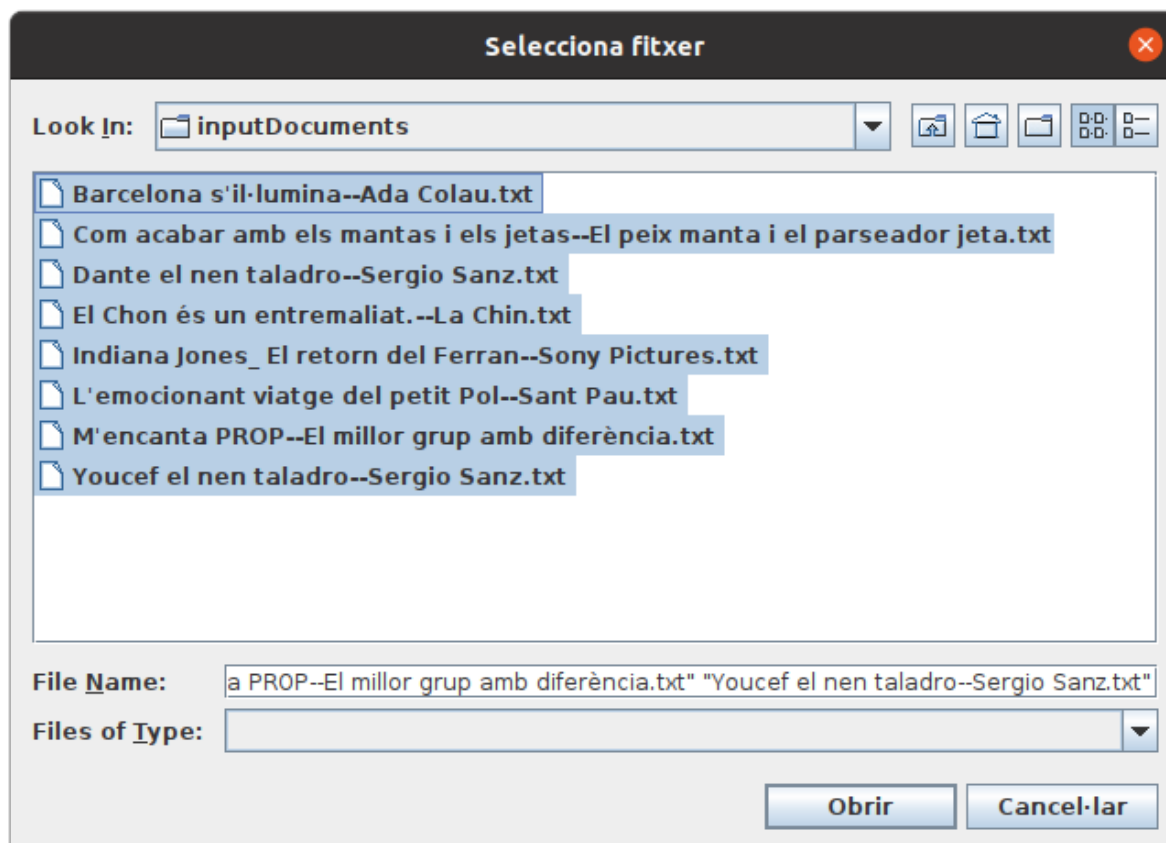 Selecciona fitxer
Look In: inputDocuments
Barcelona s'il·lumina--Ada Colau.txt
Com acabar amb els mantas i els jetas--El peix manta i el parseador jeta.txt
Dante el nen taladro--Sergio Sanz.txt
El Chon és un entremaliat.--La Chin.txt
Indiana Jones_ El retorn del Ferran--Sony Pictures.txt
L'emocionant viatge del petit Pol--Sant Pau.txt
M'encanta PROP--El millor grup amb diferència.txt
Youcef el nen taladro--Sergio Sanz.txt
File Name: a PROP--El millor grup amb diferència.txt" "Youcef el nen taladro--Sergio Sanz.txt"
Files of Type:
Obrir Cancel·lar